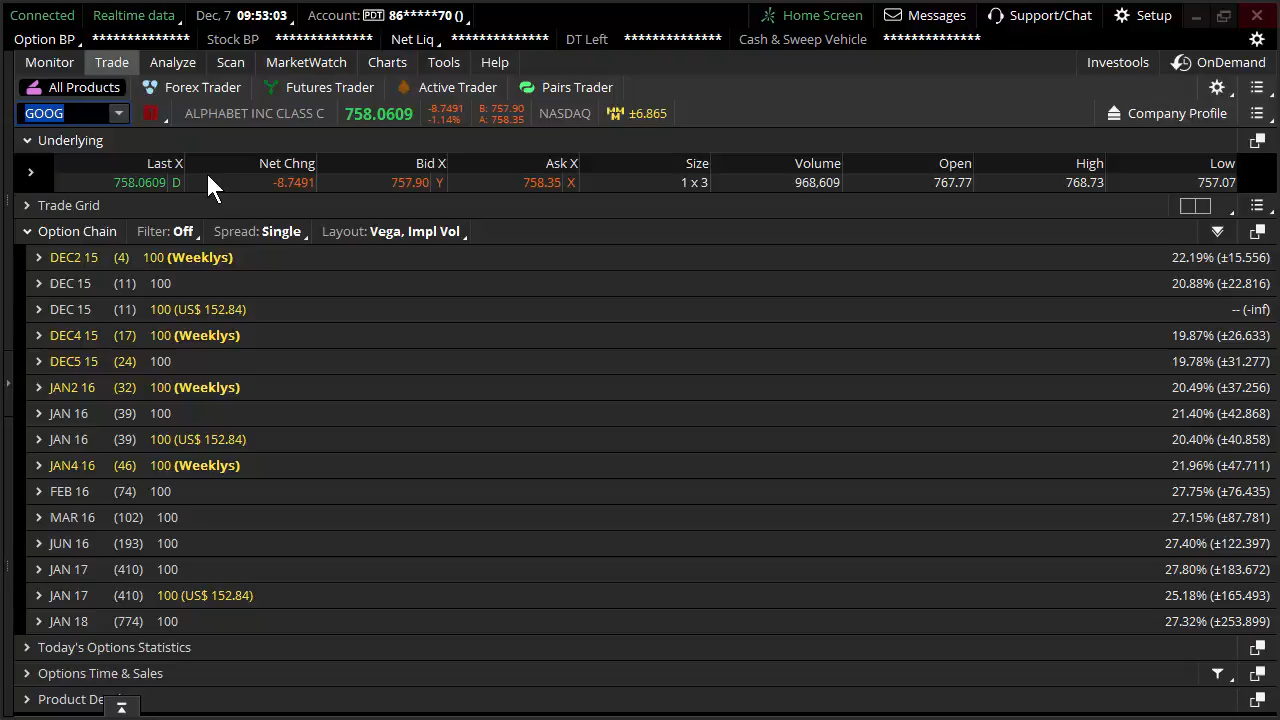 Connected Realtime data Dec, 7 09:53:03 Account: PDT 86*****70 () Home Screen Messages Support/Chat Setup
Option BP ************** Stock BP ************** Net Liq ************** DT Left ************** Cash & Sweep Vehicle **************
Monitor Trade Analyze Scan MarketWatch Charts Tools Help Investools OnDemand
All Products Forex Trader Futures Trader Active Trader Pairs Trader
GOOG ALPHABET INC CLASS C 758.0609 -8.7491 -1.14% B: 757.90 A: 758.35 NASDAQ MMM ±6.865 Company Profile
Underlying
Last X Net Chng Bid X Ask X Size Volume Open High Low
758.0609 D -8.7491 757.90 Y 758.35 X 1 x 3 968,609 767.77 768.73 757.07
Trade Grid
Option Chain Filter: Off Spread: Single Layout: Vega, Impl Vol
DEC2 15 (4) 100 (Weeklys) 22.19% (±15.556)
DEC 15 (11) 100 20.88% (±22.816)
DEC 15 (11) 100 (US$ 152.84) -- (-inf)
DEC4 15 (17) 100 (Weeklys) 19.87% (±26.633)
DEC5 15 (24) 100 19.78% (±31.277)
JAN2 16 (32) 100 (Weeklys) 20.49% (±37.256)
JAN 16 (39) 100 21.40% (±42.868)
JAN 16 (39) 100 (US$ 152.84) 20.40% (±40.858)
JAN4 16 (46) 100 (Weeklys) 21.96% (±47.711)
FEB 16 (74) 100 27.75% (±76.435)
MAR 16 (102) 100 27.15% (±87.781)
JUN 16 (193) 100 27.40% (±122.397)
JAN 17 (410) 100 27.80% (±183.672)
JAN 17 (410) 100 (US$ 152.84) 25.18% (±165.493)
JAN 18 (774) 100 27.32% (±253.899)
Today's Options Statistics
Options Time & Sales
Product